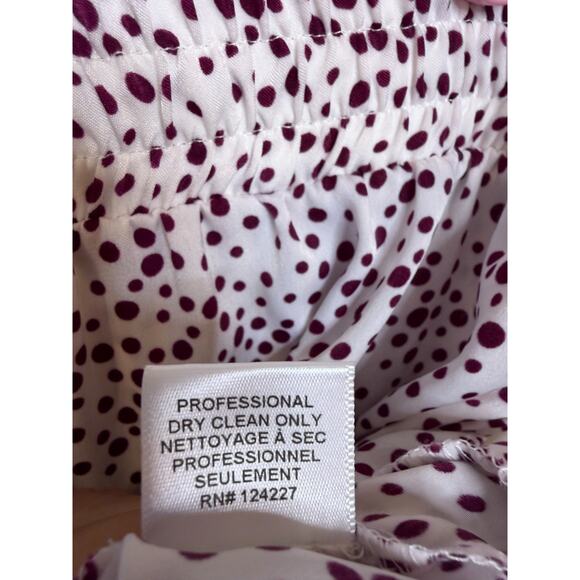 PROFESSIONAL
DRY CLEAN ONLY
NETTOYAGE À SEC
PROFESSIONNEL
SEULEMENT
RN# 124227